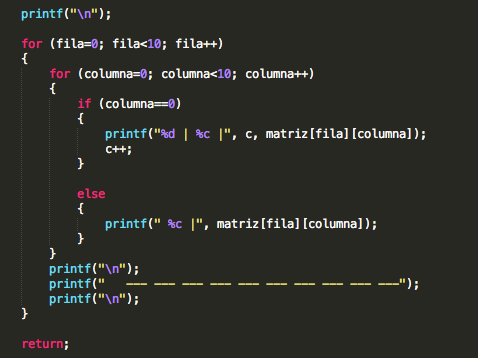 printf("\n");
for (fila=0; fila<10; fila++)
{
for (columna=0; columna<10; columna++)
{
if (columna==0)
{
printf("%d | %c |", c, matriz[fila][columna]);
c++;
}
else
{
printf(" %c |", matriz[fila][columna]);
}
}
printf("\n");
printf("   ––– ––– ––– ––– ––– ––– ––– ––– ––– –––");
printf("\n");
}
return;